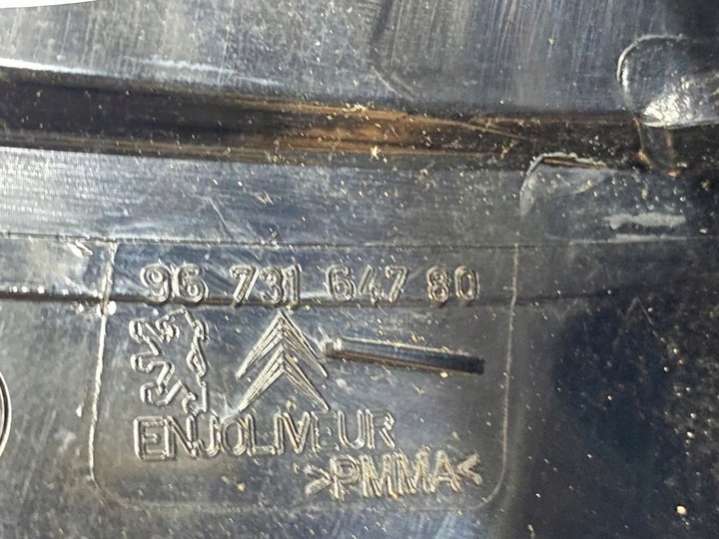 96 731 647 80
ENJOLIVEUR
>PMMA<